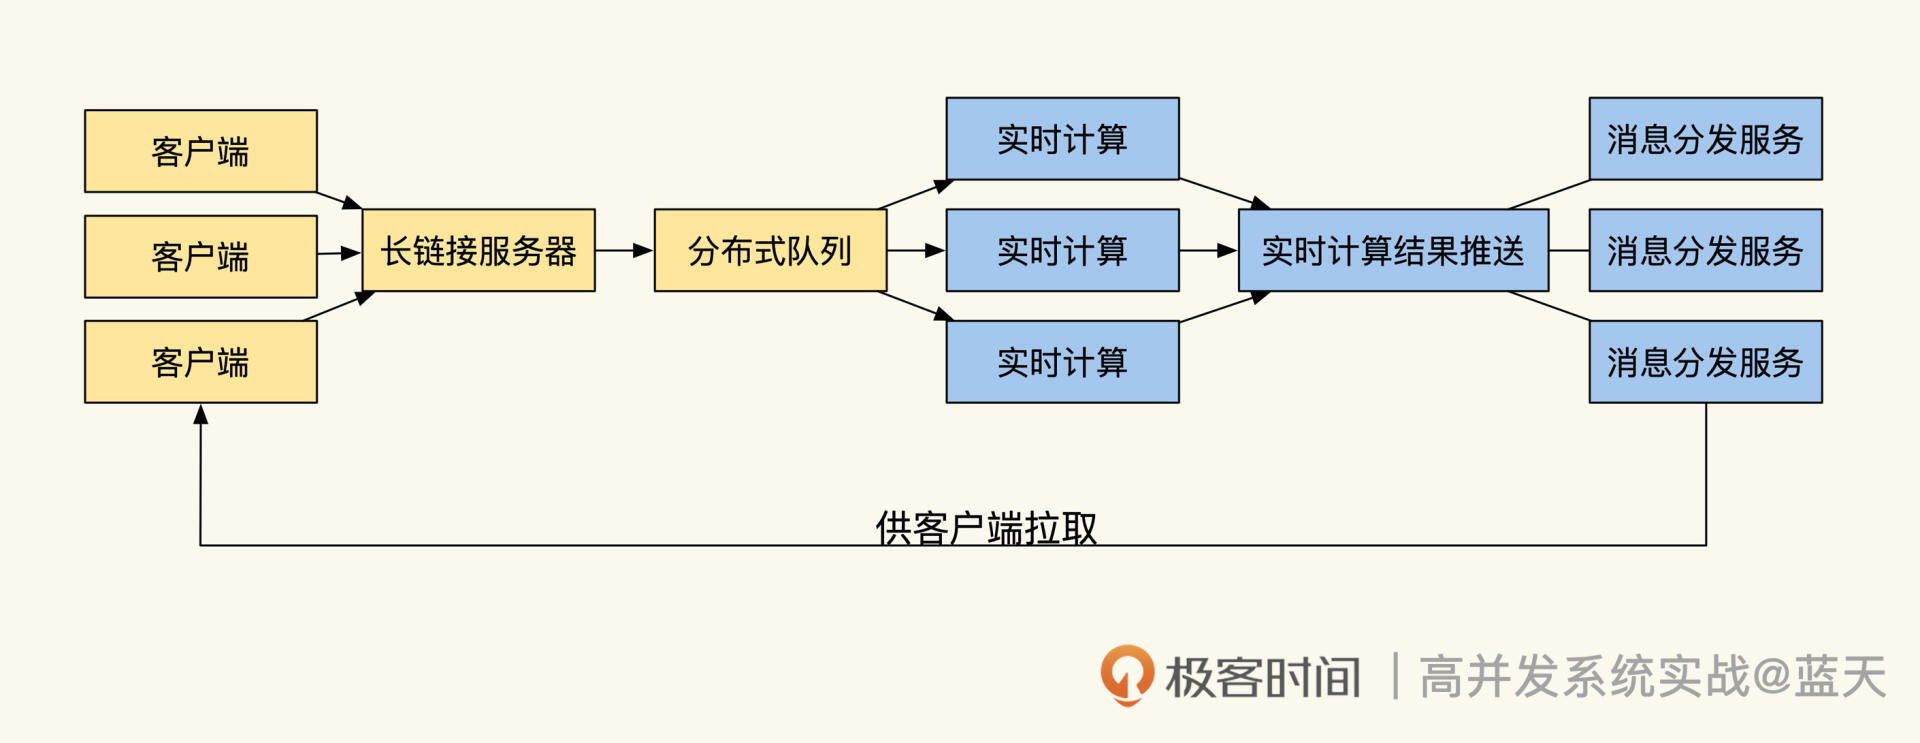 客户端
客户端
客户端
长链接服务器
分布式队列
实时计算
实时计算
实时计算
实时计算结果推送
消息分发服务
消息分发服务
消息分发服务
供客户端拉取
极客时间 | 高并发系统实战@蓝天